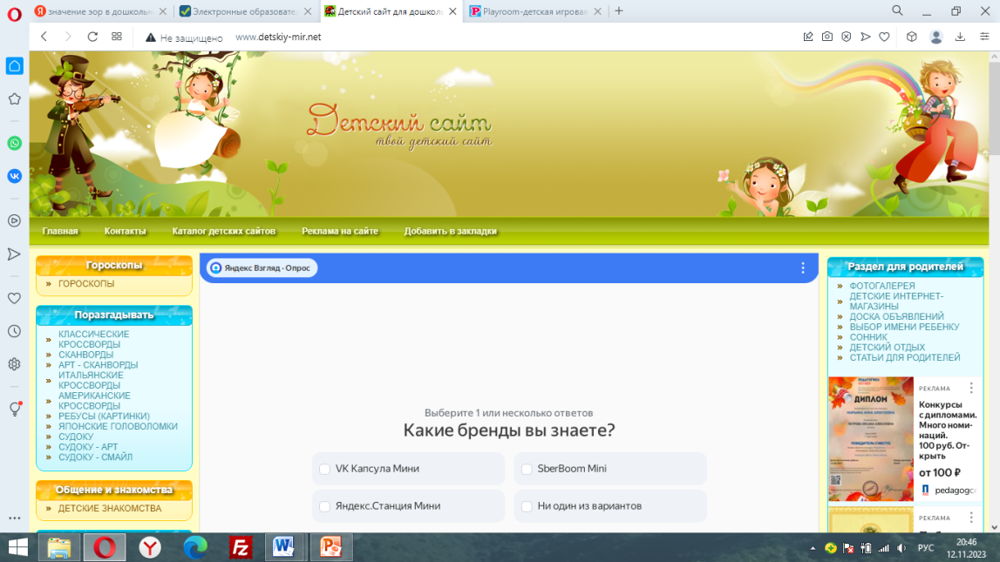 значение эор в дошкольн
Электронные образовател
Детский сайт для дошколь
Playroom-детская игровая
Не защищено
www.detskiy-mir.net
Детский сайт
твой детский сайт
Главная
Контакты
Каталог детских сайтов
Реклама на сайте
Добавить в закладки
Гороскопы
» ГОРОСКОПЫ
Поразгадывать
» КЛАССИЧЕСКИЕ
КРОССВОРДЫ
» СКАНВОРДЫ
» АРТ - СКАНВОРДЫ
» ИТАЛЬЯНСКИЕ
КРОССВОРДЫ
» АМЕРИКАНСКИЕ
КРОССВОРДЫ
» РЕБУСЫ (КАРТИНКИ)
» ЯПОНСКИЕ ГОЛОВОЛОМКИ
» СУДОКУ
» СУДОКУ - АРТ
» СУДОКУ - СМАЙЛ
Общение и знакомства
» ДЕТСКИЕ ЗНАКОМСТВА
Яндекс Взгляд · Опрос
Выберите 1 или несколько ответов
Какие бренды вы знаете?
VK Капсула Мини
SberBoom Mini
Яндекс.Станция Мини
Ни один из вариантов
Раздел для родителей
» ФОТОГАЛЕРЕЯ
» ДЕТСКИЕ ИНТЕРНЕТ-
МАГАЗИНЫ
» ДОСКА ОБЪЯВЛЕНИЙ
» ВЫБОР ИМЕНИ РЕБЕНКУ
» СОННИК
» ДЕТСКИЙ ОТДЫХ
» СТАТЬИ ДЛЯ РОДИТЕЛЕЙ
ДИПЛОМ
РЕКЛАМА
Конкурсы
с дипломами.
Много номи-
наций.
100 руб. От-
крыть
от 100 ₽
pedagogcс
РЕКЛАМА
РУС
20:46
12.11.2023